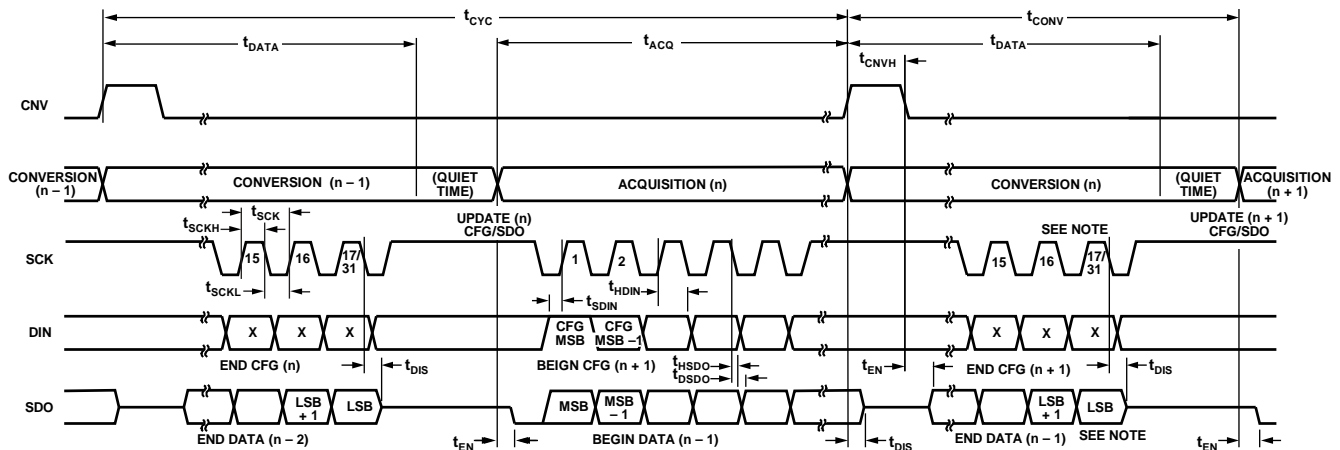 tCYC
tCONV
tDATA
tACQ
tDATA
tCNVH
CNV
CONVERSION
(n – 1)
CONVERSION (n – 1)
(QUIET
TIME)
ACQUISITION (n)
CONVERSION (n)
(QUIET
TIME)
ACQUISITION
(n + 1)
UPDATE (n)
CFG/SDO
UPDATE (n + 1)
CFG/SDO
tSCK
tSCKH
SEE NOTE
SCK
15
16
17/
31
1
2
15
16
17/
31
tSCKL
tHDIN
tSDIN
DIN
X
X
X
CFG
MSB
CFG
MSB –1
X
X
X
END CFG (n)
tDIS
BEIGN CFG (n + 1)
tHSDO
tDSDO
tEN
END CFG (n + 1)
tDIS
SDO
LSB
+ 1
LSB
MSB
MSB
–1
LSB
+ 1
LSB
END DATA (n – 2)
tEN
BEGIN DATA (n – 1)
tDIS
END DATA (n – 1)
SEE NOTE
tEN